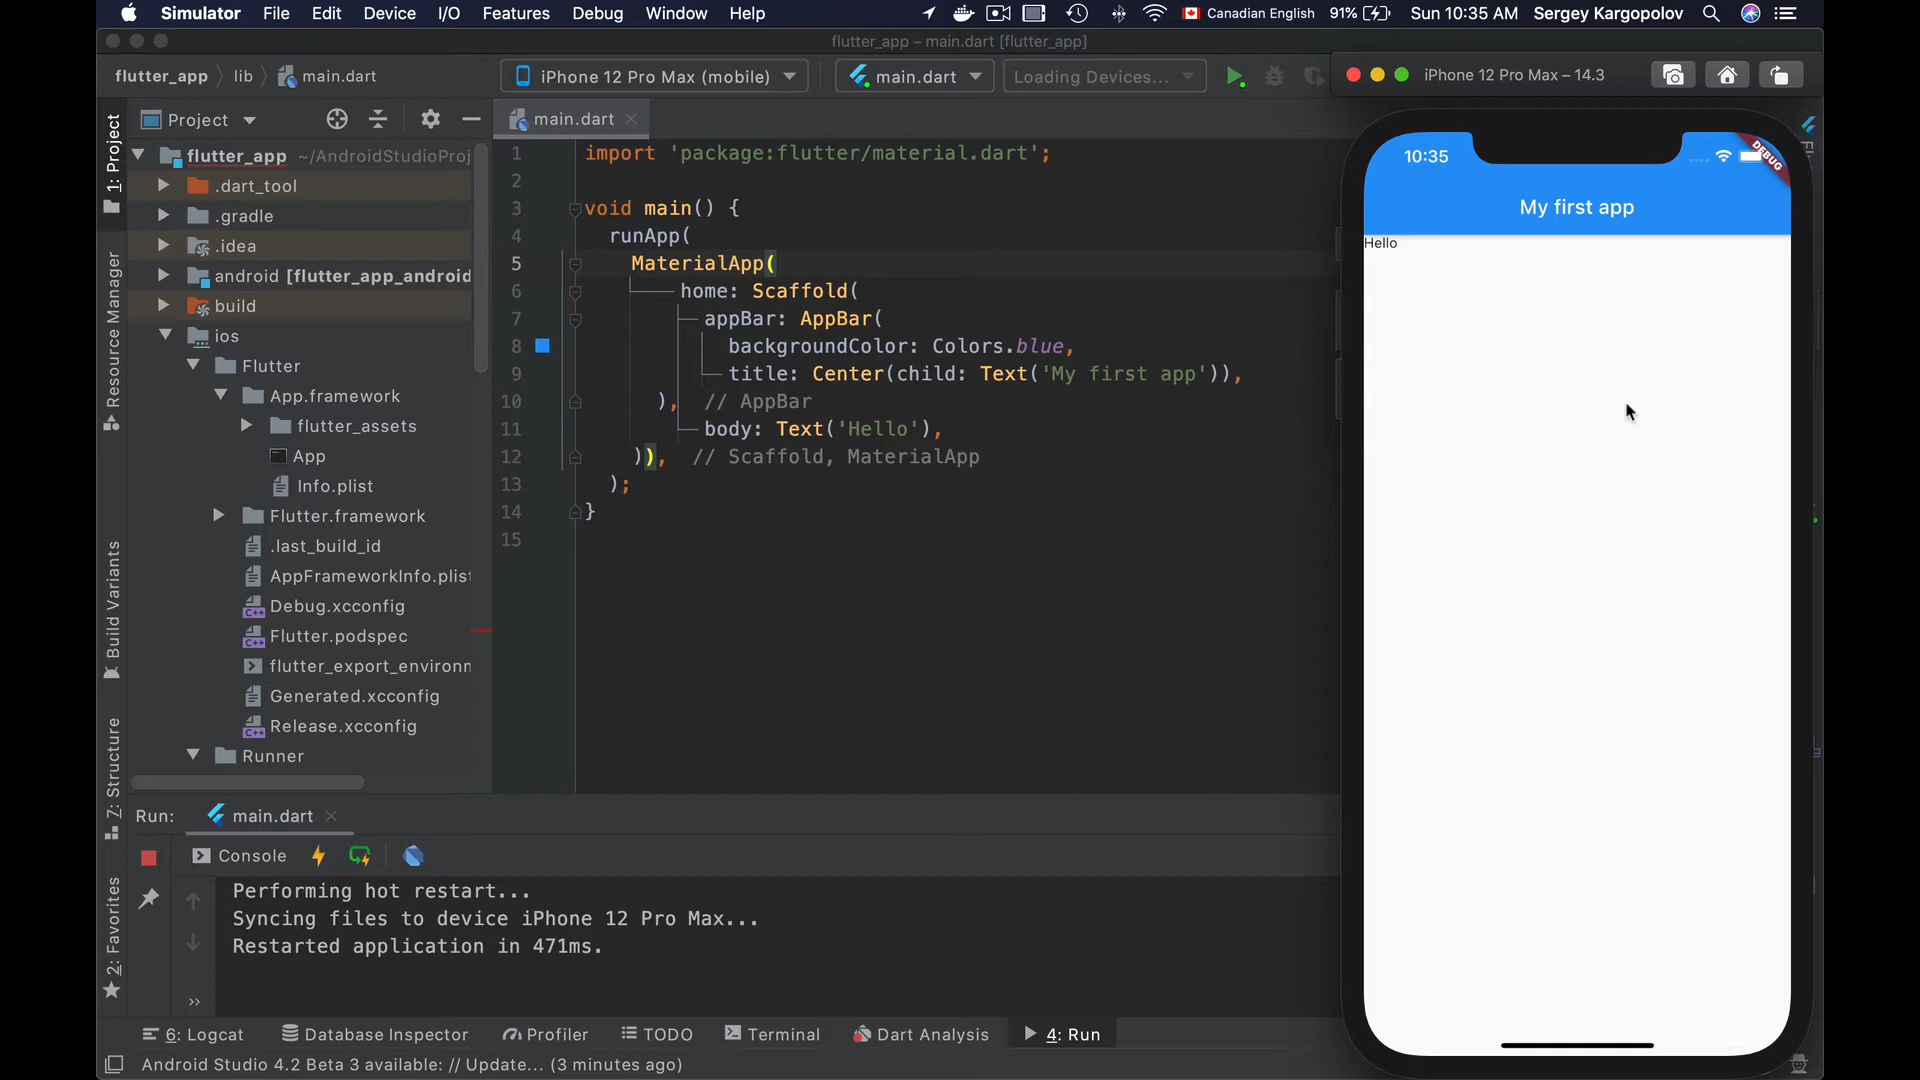 Simulator File Edit Device I/O Features Debug Window Help Canadian English 91% Sun 10:35 AM Sergey Kargopolov
flutter_app – main.dart [flutter_app]
flutter_app lib main.dart iPhone 12 Pro Max (mobile) main.dart Loading Devices... iPhone 12 Pro Max – 14.3
1: Project
Resource Manager
Build Variants
Z: Structure
2: Favorites
Project
flutter_app ~/AndroidStudioProj
.dart_tool
.gradle
.idea
android [flutter_app_android
build
ios
Flutter
App.framework
flutter_assets
App
Info.plist
Flutter.framework
.last_build_id
AppFrameworkInfo.plist
Debug.xcconfig
Flutter.podspec
flutter_export_environn
Generated.xcconfig
Release.xcconfig
Runner
main.dart
1 import 'package:flutter/material.dart';
2
3 void main() {
4 runApp(
5 MaterialApp(
6 home: Scaffold(
7 appBar: AppBar(
8 backgroundColor: Colors.blue,
9 title: Center(child: Text('My first app')),
10 ), // AppBar
11 body: Text('Hello'),
12 )), // Scaffold, MaterialApp
13 );
14 }
15
10:35
DEBUG
My first app
Hello
Run: main.dart
Console
Performing hot restart...
Syncing files to device iPhone 12 Pro Max...
Restarted application in 471ms.
>>
6: Logcat Database Inspector Profiler TODO Terminal Dart Analysis 4: Run
Android Studio 4.2 Beta 3 available: // Update... (3 minutes ago)